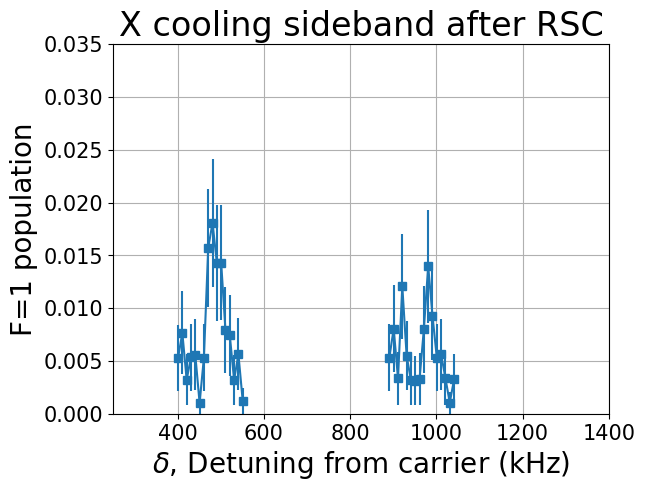 X cooling sideband after RSC
0.035
0.030
0.025
0.020
0.015
0.010
0.005
0.000
F=1 population
400 600 800 1000 1200 1400
δ, Detuning from carrier (kHz)